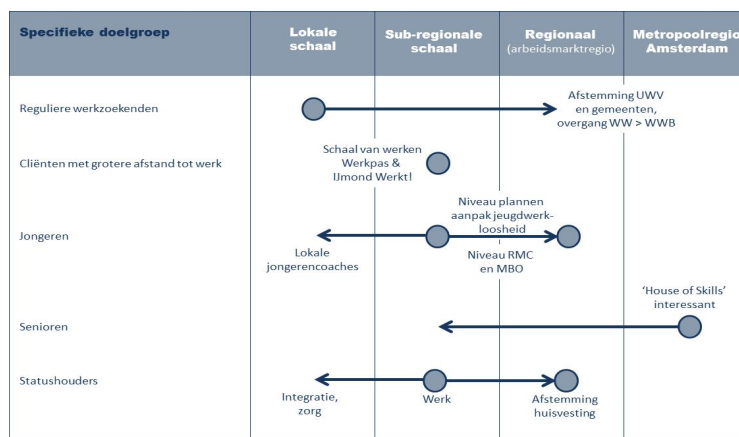 Specifieke doelgroep
Lokale
schaal
Sub-regionale
schaal
Regionaal
(arbeidsmarktregio)
Metropoolregio
Amsterdam
Reguliere werkzoekenden
Afstemming UWV
en gemeenten,
overgang WW > WWB
Cliënten met grotere afstand tot werk
Schaal van werken
Werkpas &
IJmond Werkt!
Jongeren
Lokale
jongerencoaches
Niveau plannen
aanpak jeugdwerk-
loosheid
Niveau RMC
en MBO
Senioren
‘House of Skills’
interessant
Statushouders
Integratie,
zorg
Werk
Afstemming
huisvesting